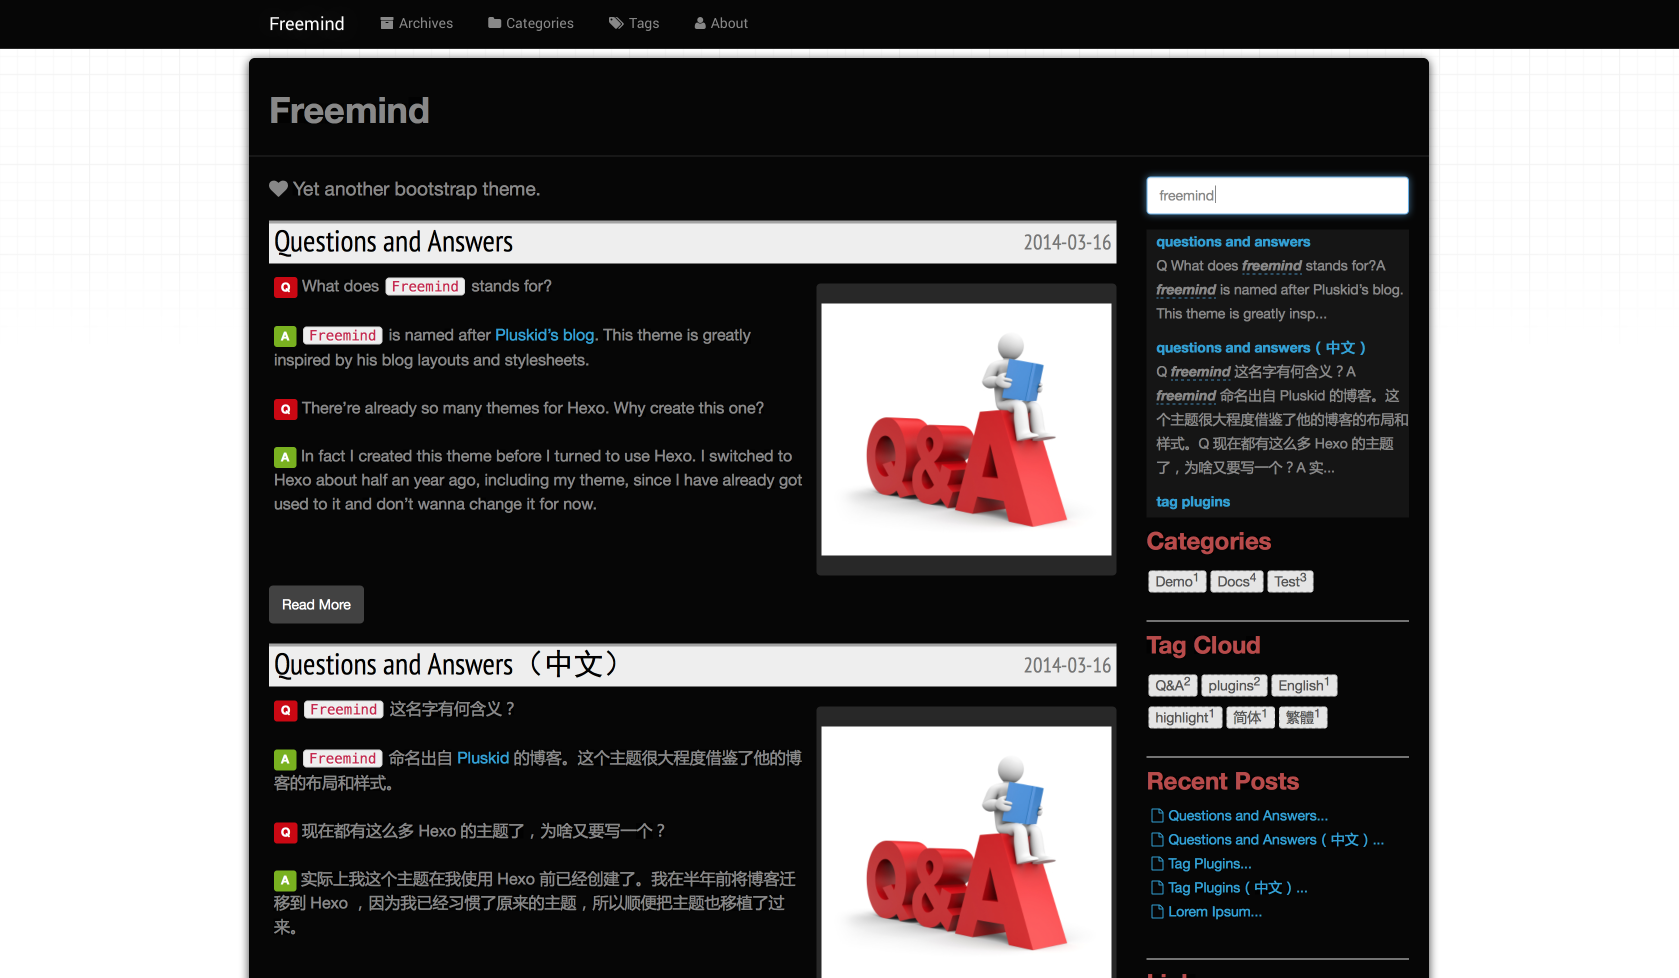 Freemind Archives Categories Tags About
Freemind
Yet another bootstrap theme.
Questions and Answers 2014-03-16
Q What does Freemind stands for?
A Freemind is named after Pluskid's blog. This theme is greatly
inspired by his blog layouts and stylesheets.
Q There're already so many themes for Hexo. Why create this one?
A In fact I created this theme before I turned to use Hexo. I switched to
Hexo about half an year ago, including my theme, since I have already got
used to it and don't wanna change it for now.
Q&A
Read More
Questions and Answers（中文） 2014-03-16
Q Freemind 这名字有何含义？
A Freemind 命名出自 Pluskid 的博客。这个主题很大程度借鉴了他的博
客的布局和样式。
Q 现在都有这么多 Hexo 的主题了，为啥又要写一个？
A 实际上我这个主题在我使用 Hexo 前已经创建了。我在半年前将博客迁
移到 Hexo ，因为我已经习惯了原来的主题，所以顺便把主题也移植了过
来。
Q&A
freemind
questions and answers
Q What does freemind stands for?A
freemind is named after Pluskid's blog.
This theme is greatly insp...
questions and answers（中文）
Q freemind 这名字有何含义？A
freemind 命名出自 Pluskid 的博客。这
个主题很大程度借鉴了他的博客的布局和
样式。Q 现在都有这么多 Hexo 的主题
了，为啥又要写一个？A 实...
tag plugins
Categories
Demo1 Docs4 Test3
Tag Cloud
Q&A2 plugins2 English1
highlight1 简体1 繁體1
Recent Posts
Questions and Answers...
Questions and Answers（中文）...
Tag Plugins...
Tag Plugins（中文）...
Lorem Ipsum...